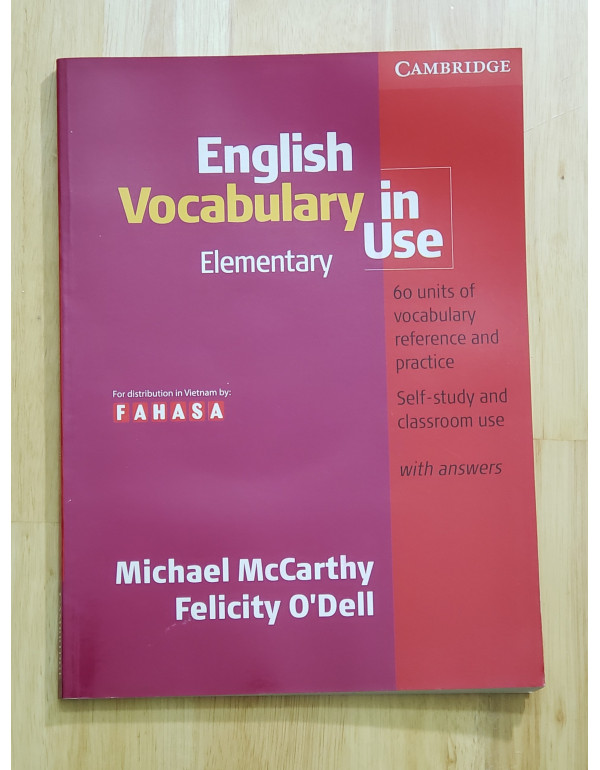 CAMBRIDGE
English
Vocabulary in
Use
Elementary
60 units of
vocabulary
reference and
practice
Self-study and
classroom use
with answers
For distribution in Vietnam by:
FAHASA
Michael McCarthy
Felicity O'Dell